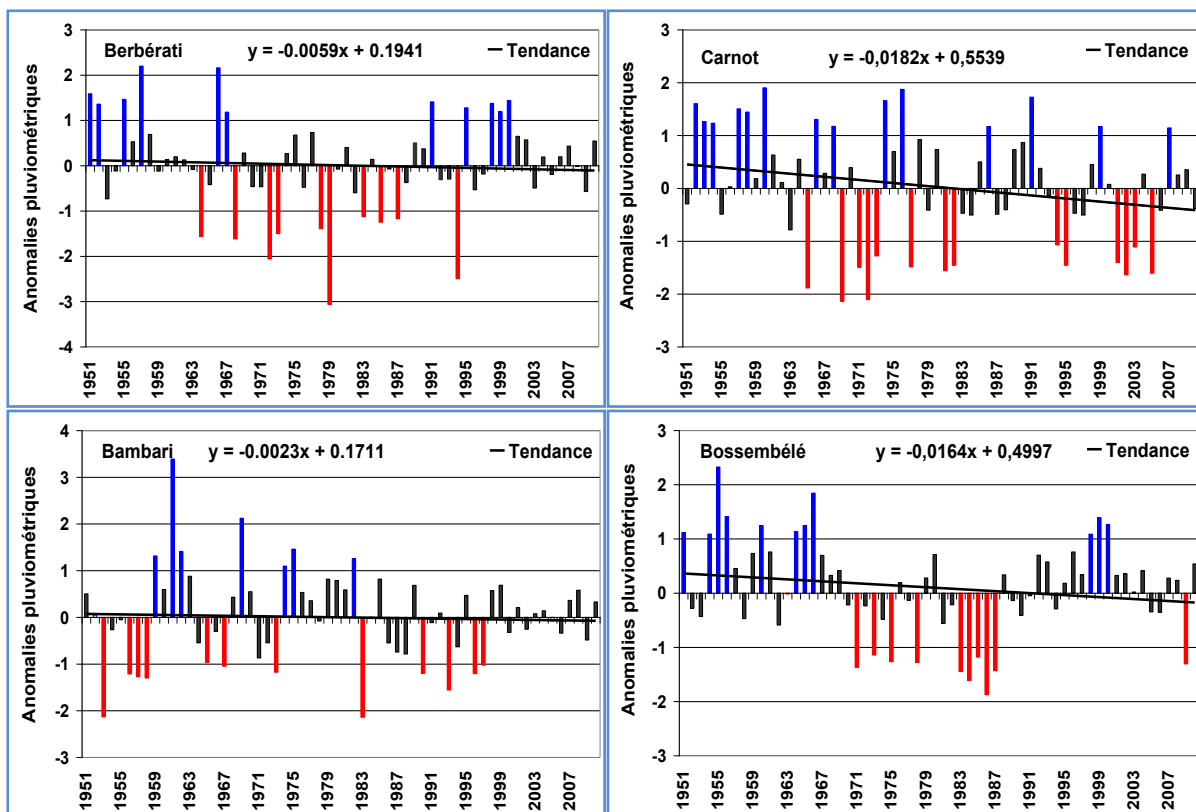 Berbérati y = -0.0059x + 0.1941 Tendance
Anomalies pluviométriques
3
2
1
0
-1
-2
-3
-4
1951 1955 1959 1963 1967 1971 1975 1979 1983 1987 1991 1995 1999 2003 2007
Carnot y = -0,0182x + 0,5539 Tendance
Anomalies pluviométriques
3
2
1
0
-1
-2
-3
1951 1955 1959 1963 1967 1971 1975 1979 1983 1987 1991 1995 1999 2003 2007
Bambari y = -0.0023x + 0.1711 Tendance
Anomalies pluviométriques
4
3
2
1
0
-1
-2
-3
1951 1955 1959 1963 1967 1971 1975 1979 1983 1987 1991 1995 1999 2003 2007
Bossembélé y = -0,0164x + 0,4997 Tendance
Anomalies pluviométriques
3
2
1
0
-1
-2
-3
1951 1955 1959 1963 1967 1971 1975 1979 1983 1987 1991 1995 1999 2003 2007